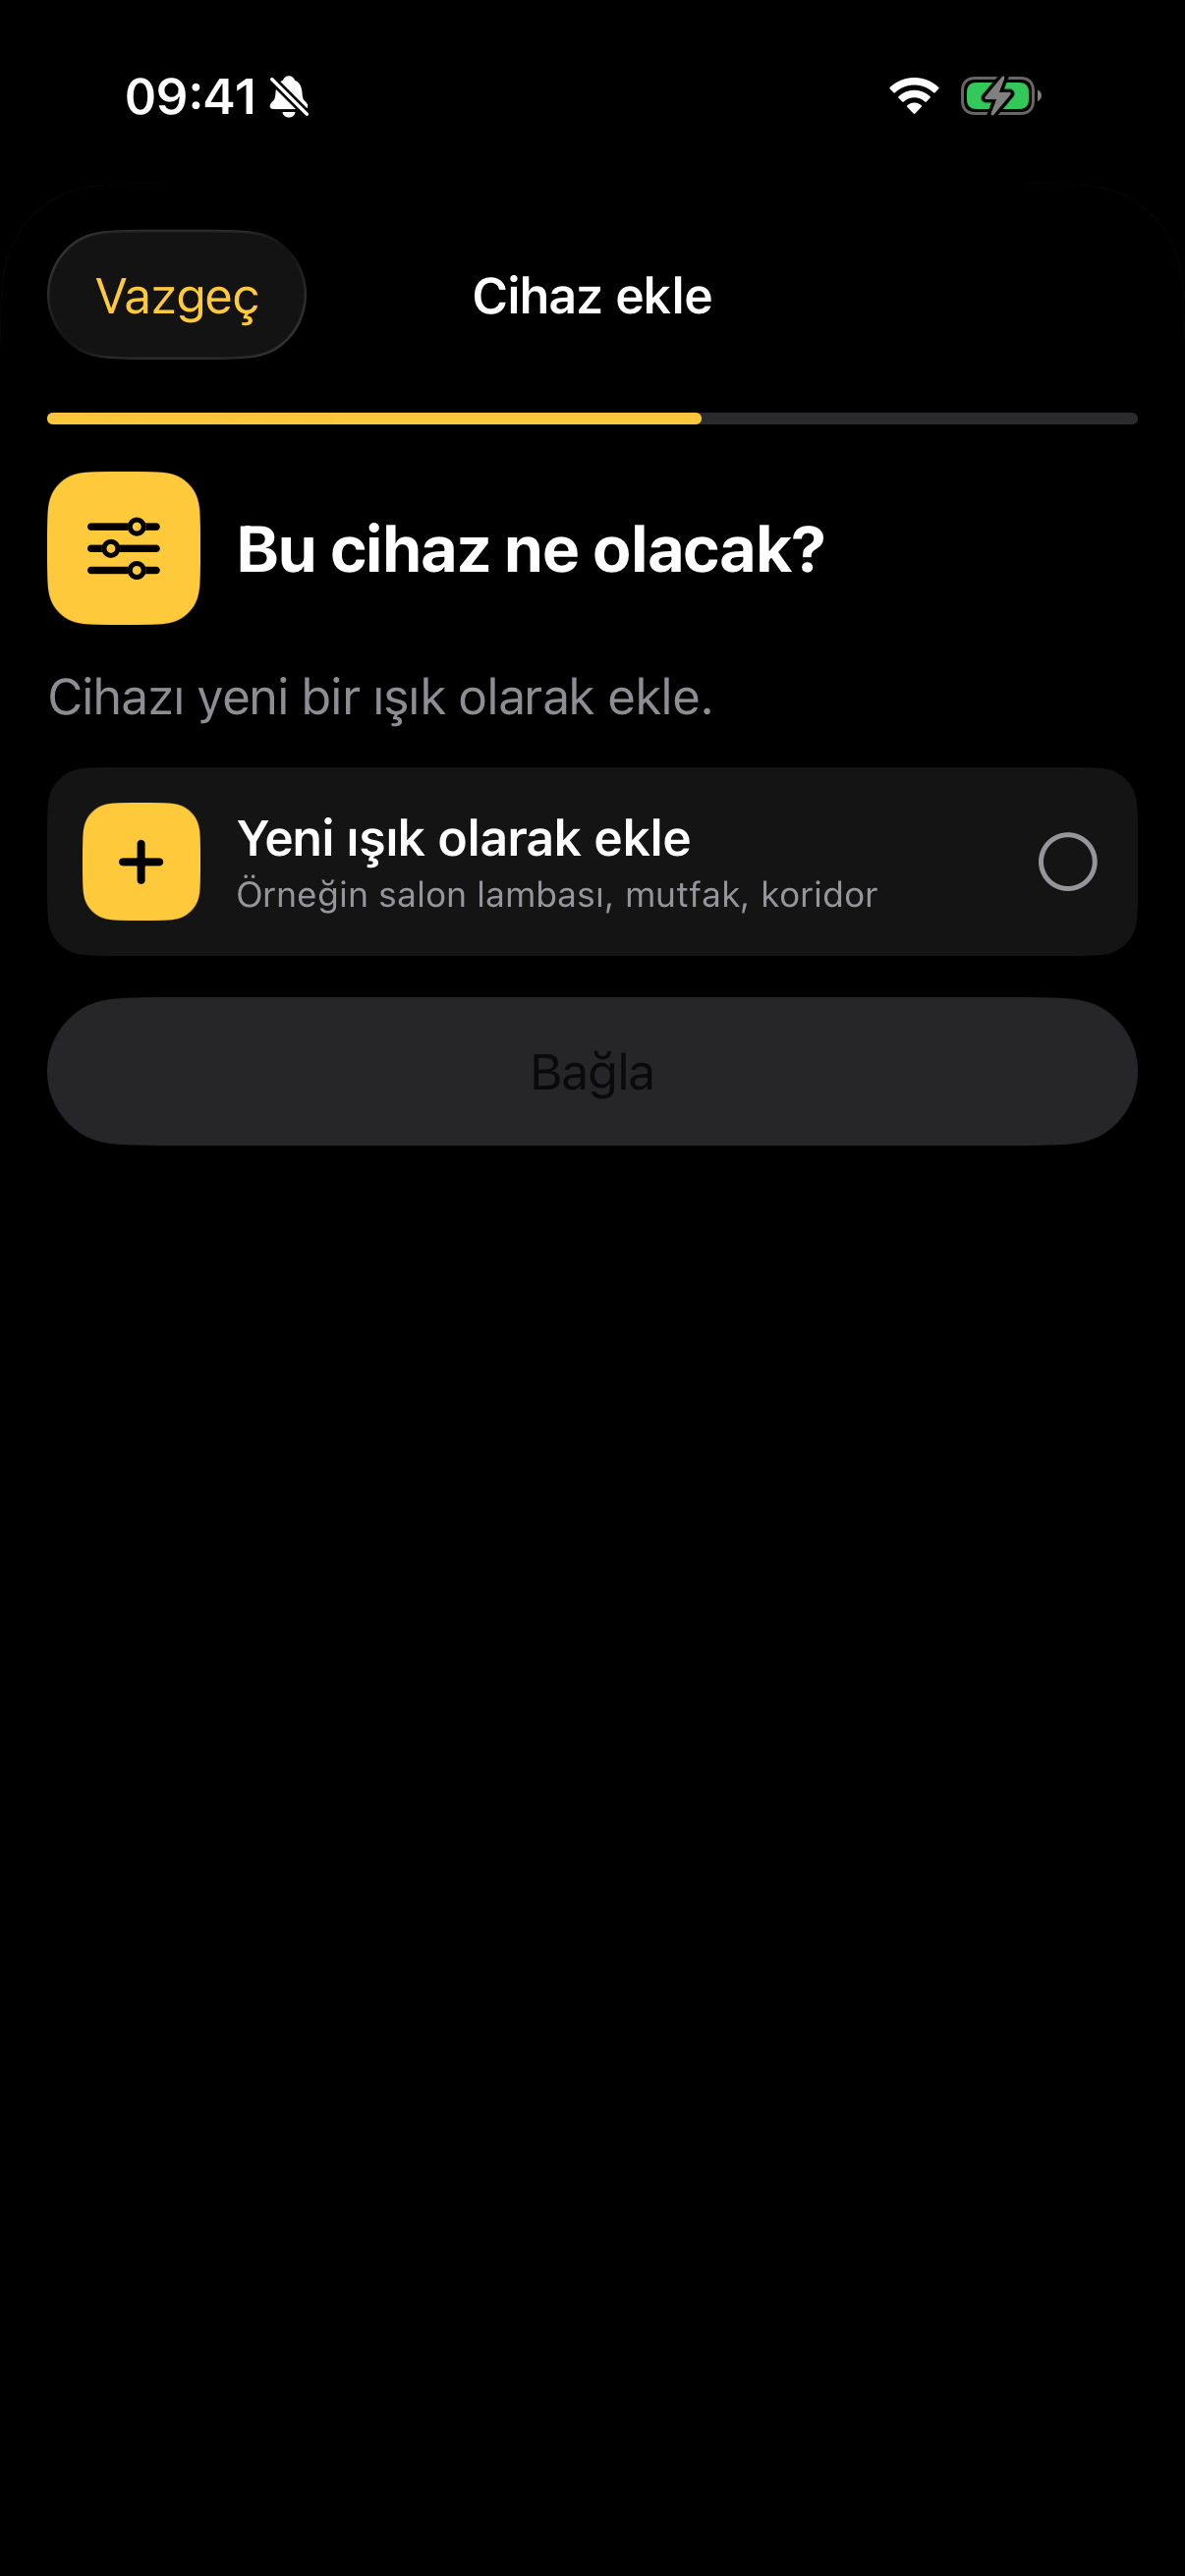 09:41
Vazgeç
Cihaz ekle
Bu cihaz ne olacak?
Cihazı yeni bir ışık olarak ekle.
Yeni ışık olarak ekle
Örneğin salon lambası, mutfak, koridor
Bağla